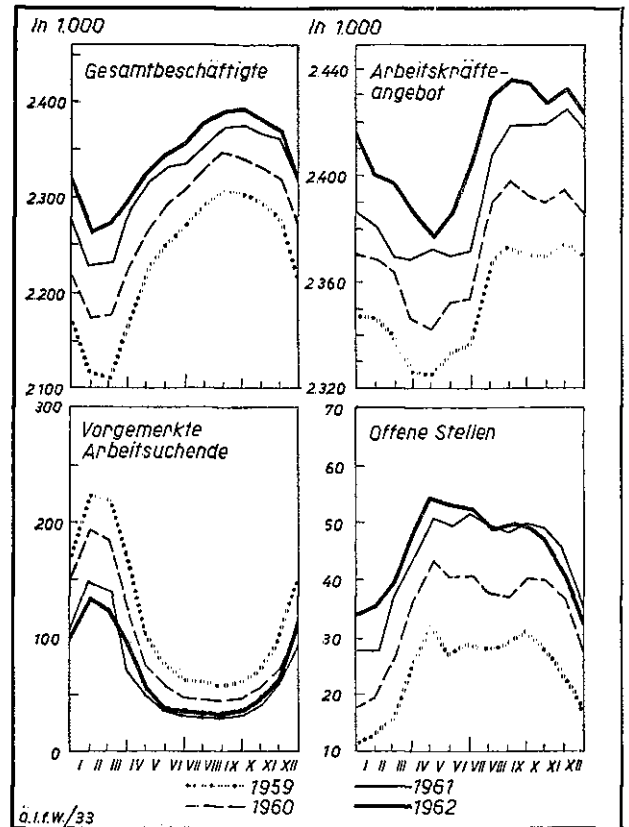 In 1.000
In 1.000
Gesamtbeschäftigte
Arbeitskräfte-
angebot
2.400
2.300
2.200
2.100
2.440
2.400
2.360
2.320
Vorgemerkte
Arbeitsuchende
Offene Stellen
300
200
100
0
70
60
50
40
30
20
10
I II III IV V VI VII VIII IX X XI XII
I II III IV V VI VII VIII IX X XI XII
1959
1961
1960
1962
Ö.I.f.W./33